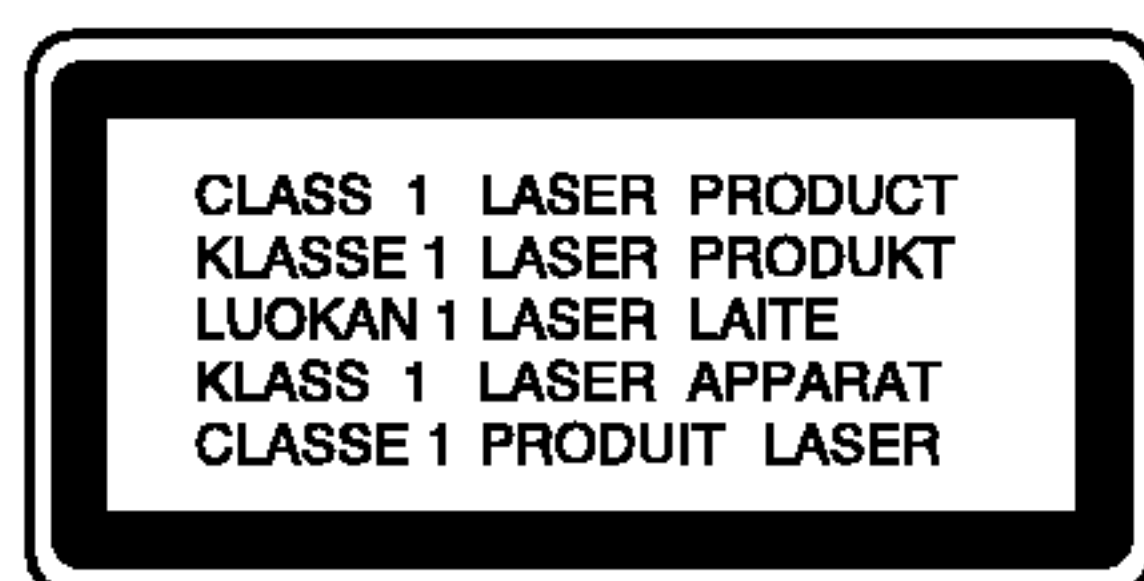 CLASS 1 LASER PRODUCT
KLASSE 1 LASER PRODUKT
LUOKAN 1 LASER LAITE
KLASS 1 LASER APPARAT
CLASSE 1 PRODUIT LASER